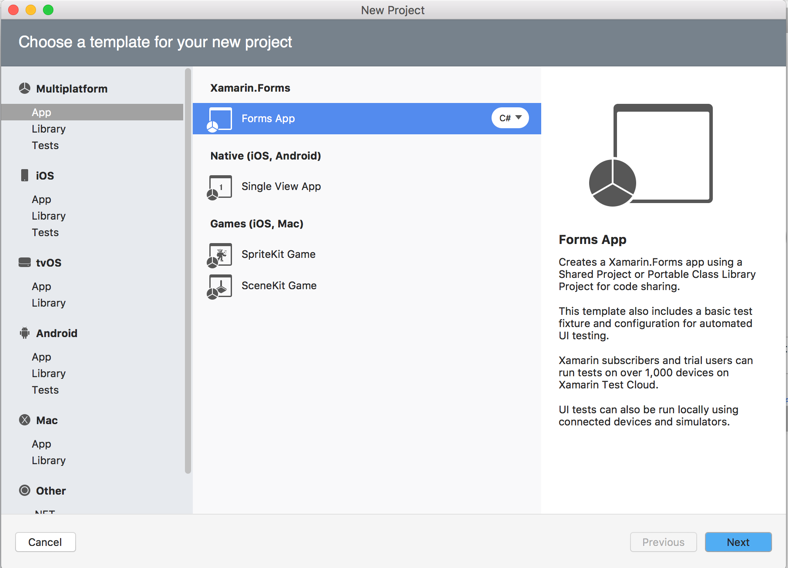 New Project
Choose a template for your new project
Multiplatform
App
Library
Tests
iOS
App
Library
Tests
tvOS
App
Library
Android
App
Library
Tests
Mac
App
Library
Other
.NET
Xamarin.Forms
Forms App
C#
Native (iOS, Android)
1
Single View App
Games (iOS, Mac)
SpriteKit Game
SceneKit Game
Forms App
Creates a Xamarin.Forms app using a
Shared Project or Portable Class Library
Project for code sharing.
This template also includes a basic test
fixture and configuration for automated
UI testing.
Xamarin subscribers and trial users can
run tests on over 1,000 devices on
Xamarin Test Cloud.
UI tests can also be run locally using
connected devices and simulators.
Cancel
Previous
Next